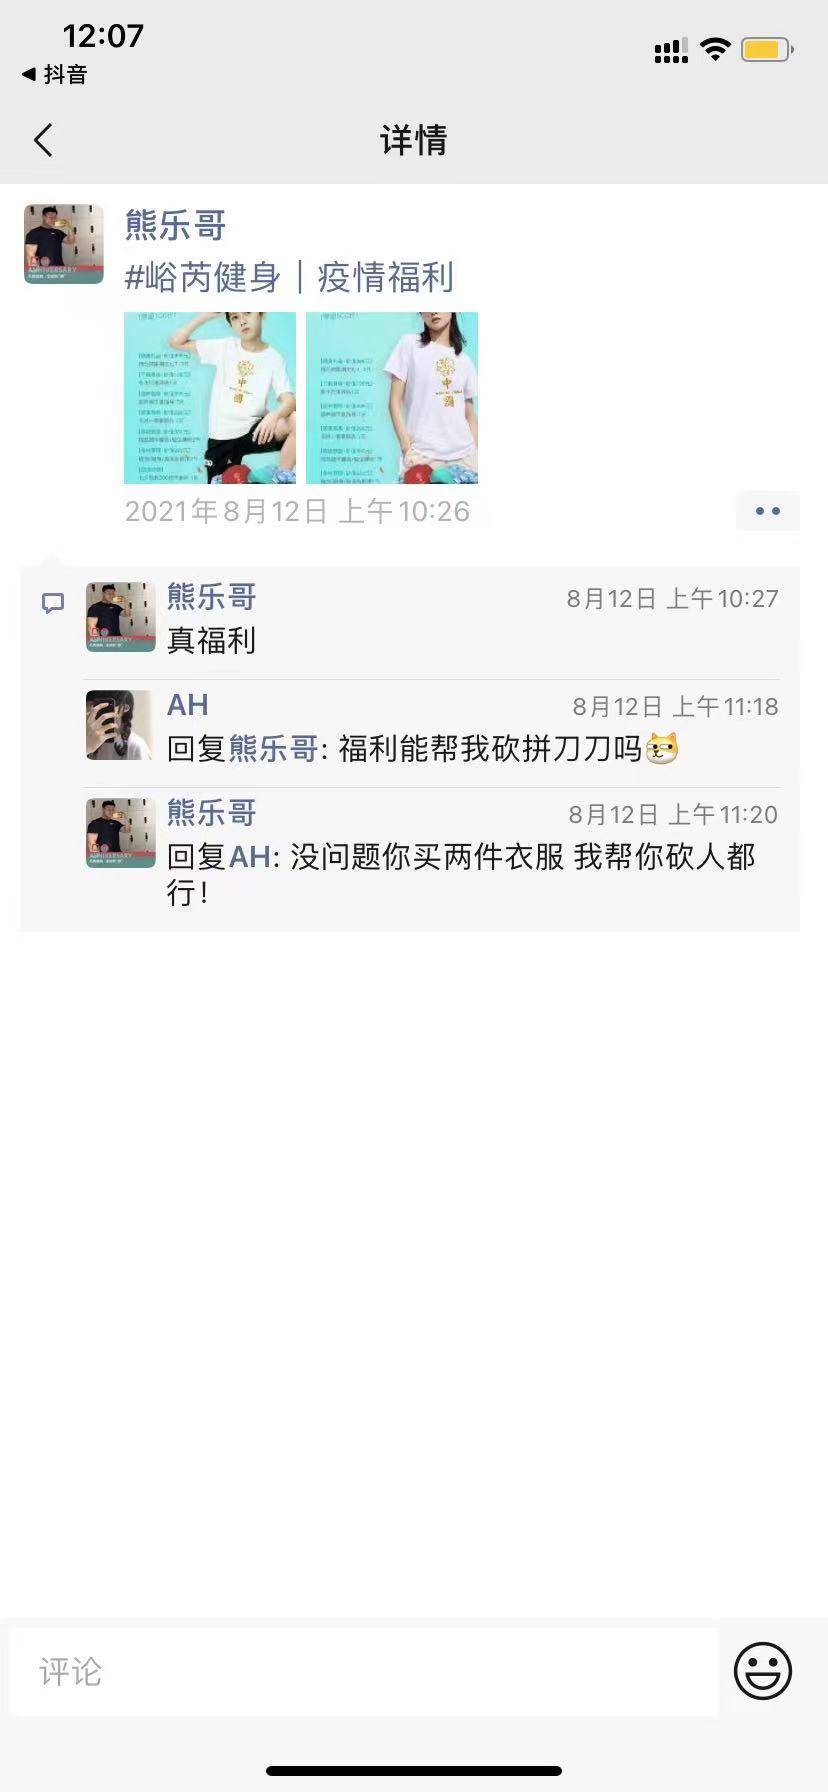 12:07
◀ 抖音
详情
熊乐哥
#峪芮健身｜疫情福利
中
國
中
國
2021年8月12日 上午10:26
熊乐哥
8月12日 上午10:27
真福利
AH
8月12日 上午11:18
回复熊乐哥: 福利能帮我砍拼刀刀吗
熊乐哥
8月12日 上午11:20
回复AH: 没问题你买两件衣服 我帮你砍人都
行！
评论